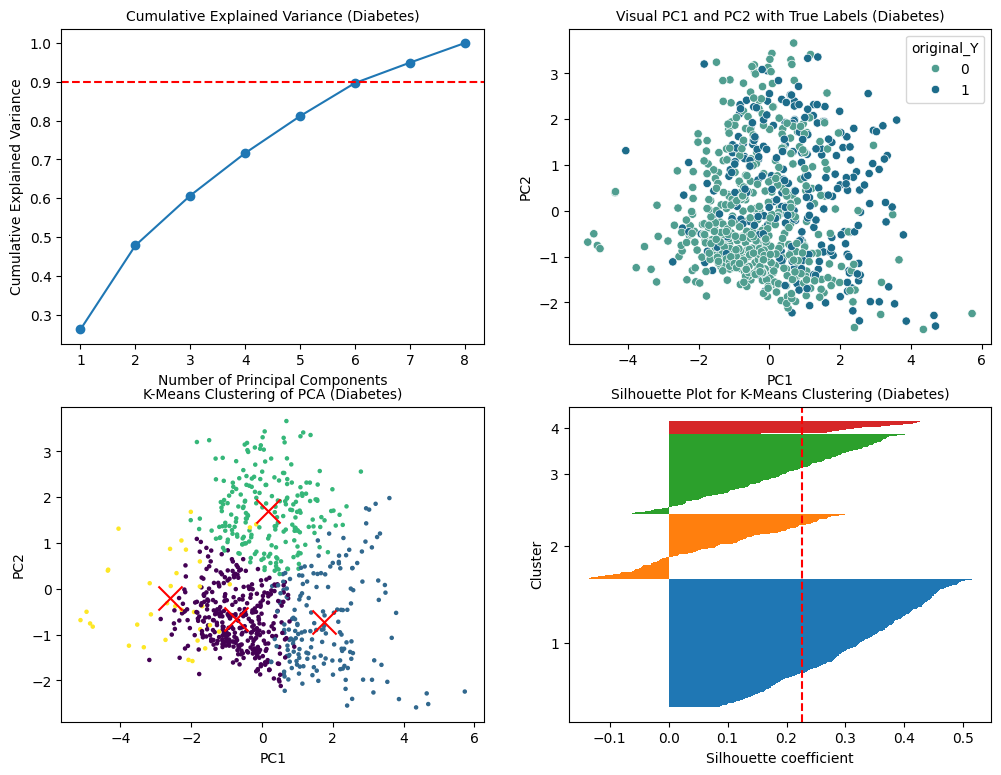 Cumulative Explained Variance (Diabetes)
1.0
0.9
0.8
0.7
0.6
0.5
0.4
0.3
Cumulative Explained Variance
1 2 3 4 5 6 7 8
Number of Principal Components
Visual PC1 and PC2 with True Labels (Diabetes)
original_Y
0
1
3
2
1
0
−1
−2
PC2
−4 −2 0 2 4 6
PC1
K-Means Clustering of PCA (Diabetes)
3
2
1
0
−1
−2
PC2
−4 −2 0 2 4 6
PC1
Silhouette Plot for K-Means Clustering (Diabetes)
4
3
2
1
Cluster
−0.1 0.0 0.1 0.2 0.3 0.4 0.5
Silhouette coefficient